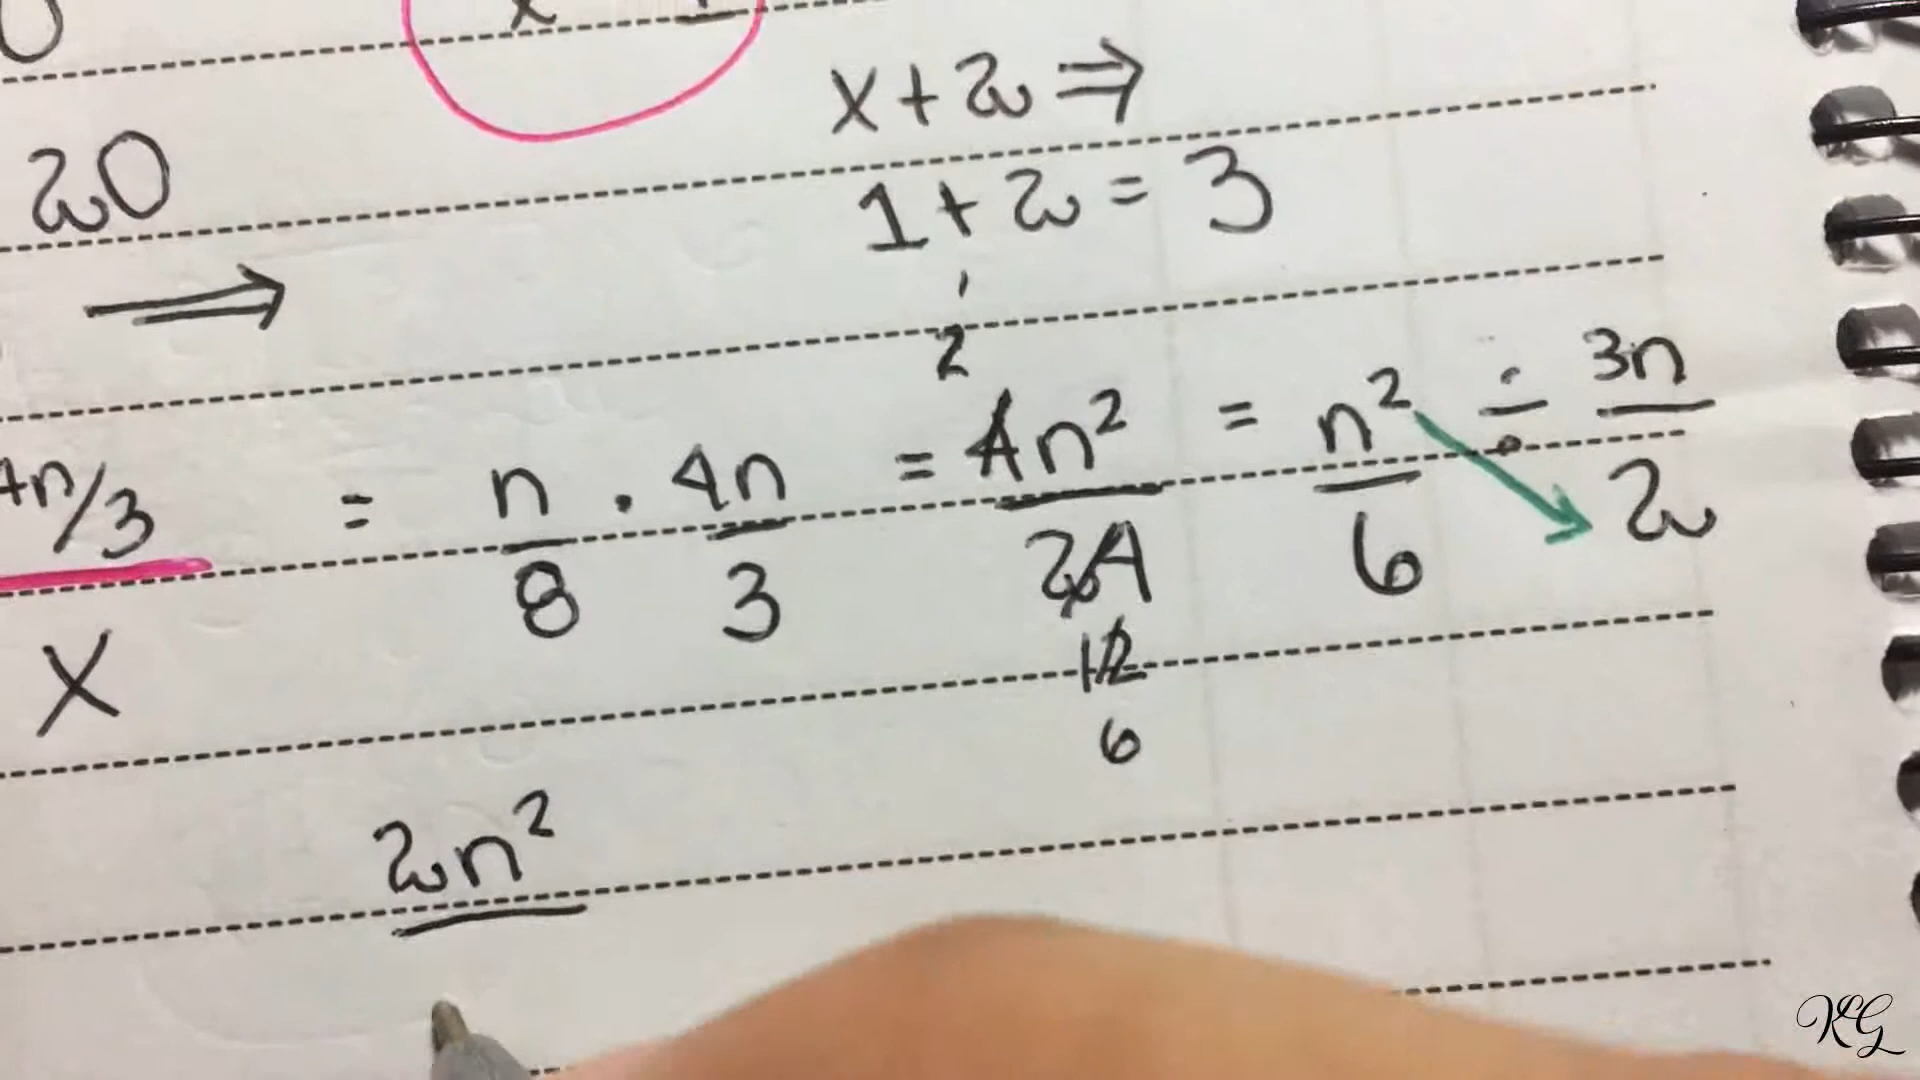 x + 2 ⇒
20
1 + 2 = 3
⇒
4n/3 = n/8 · 4n/3 = 4n²/24 = n²/6 ÷ 3n/2
2
12
6
x
2n²
KG